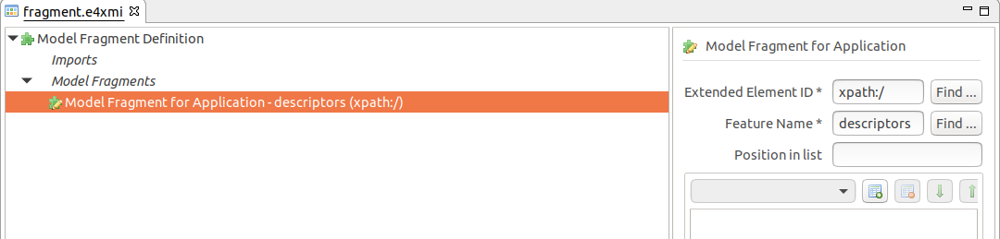 fragment.e4xmi
Model Fragment Definition
Imports
Model Fragments
Model Fragment for Application - descriptors (xpath:/)
Model Fragment for Application
Extended Element ID * xpath:/ Find ...
Feature Name * descriptors Find ...
Position in list